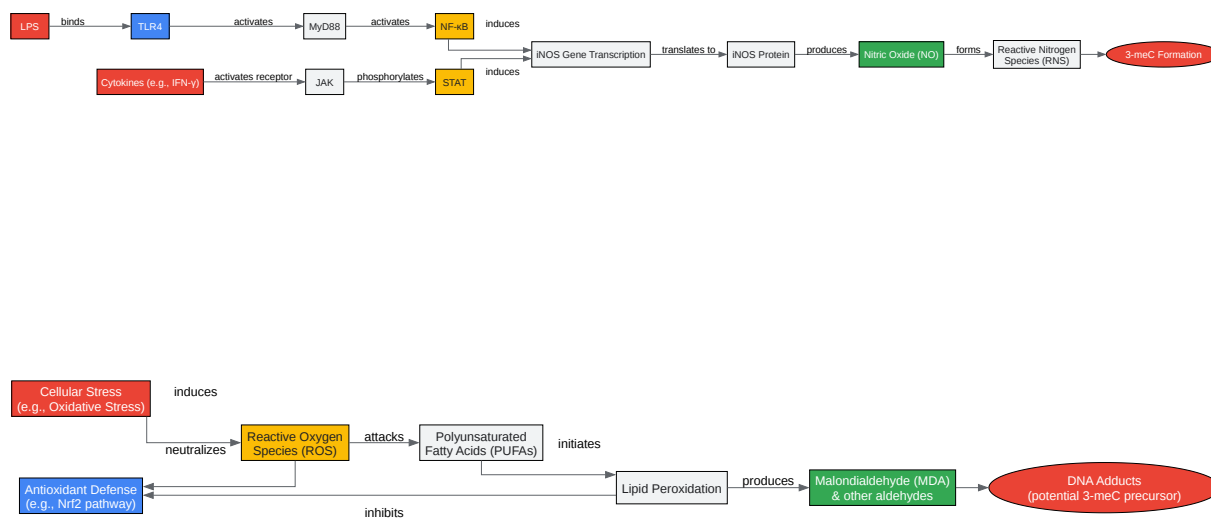 LPS
binds
TLR4
activates
MyD88
activates
NF-κB
induces
Cytokines (e.g., IFN-γ)
activates receptor
JAK
phosphorylates
STAT
induces
iNOS Gene Transcription
translates to
iNOS Protein
produces
Nitric Oxide (NO)
forms
Reactive Nitrogen
Species (RNS)
3-meC Formation
Cellular Stress
(e.g., Oxidative Stress)
induces
neutralizes
Reactive Oxygen
Species (ROS)
attacks
Polyunsaturated
Fatty Acids (PUFAs)
initiates
Antioxidant Defense
(e.g., Nrf2 pathway)
inhibits
Lipid Peroxidation
produces
Malondialdehyde (MDA)
& other aldehydes
DNA Adducts
(potential 3-meC precursor)